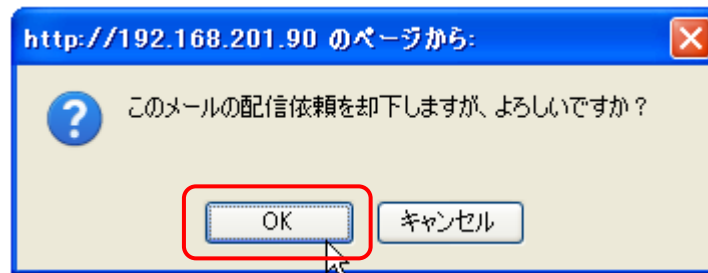 http://192.168.201.90 のページから:
このメールの配信依頼を却下しますが、よろしいですか？
OK
キャンセル